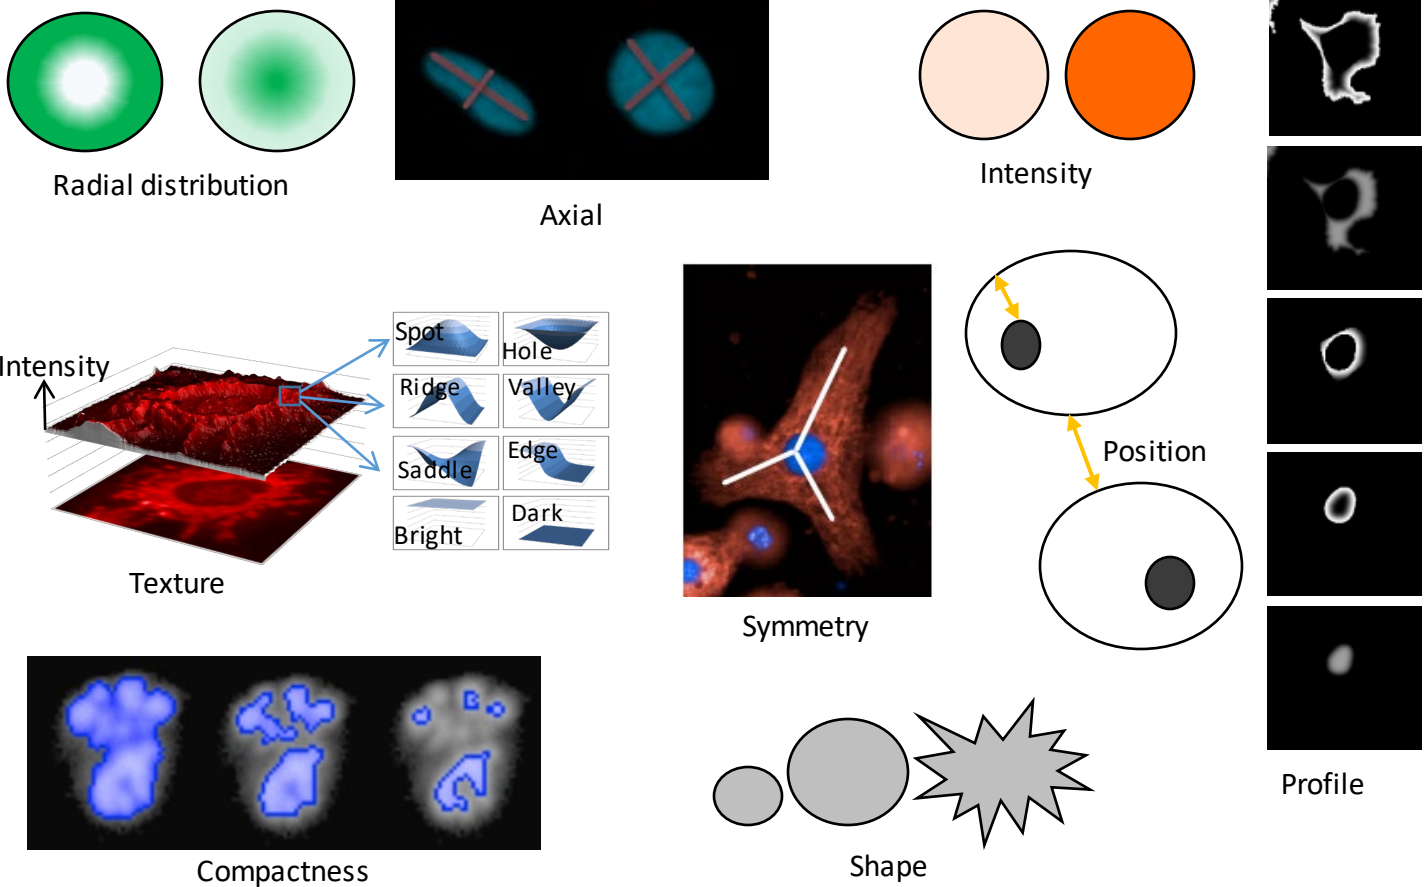 Radial distribution
Axial
Intensity
Intensity
Spot
Hole
Ridge
Valley
Saddle
Edge
Bright
Dark
Texture
Symmetry
Position
Compactness
Shape
Profile